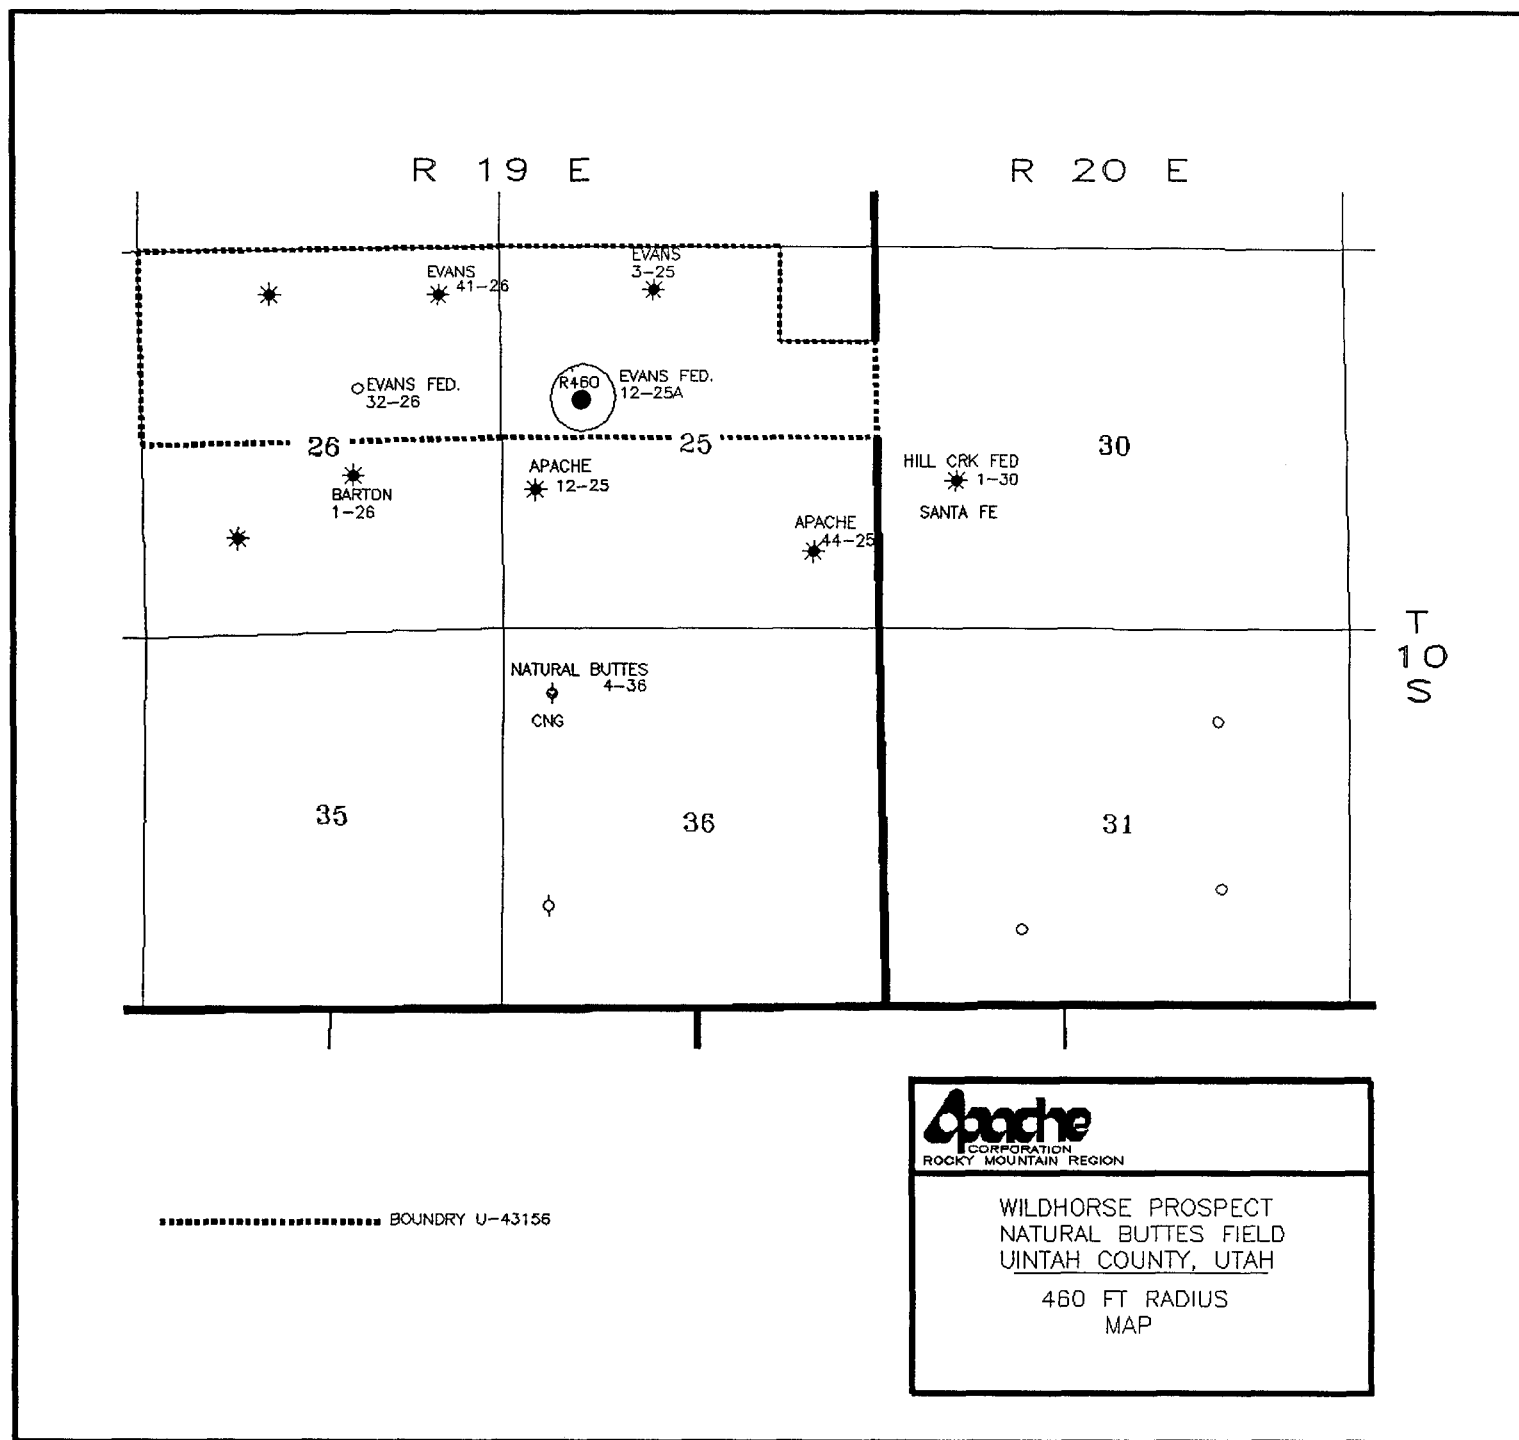 R 19 E
R 20 E
EVANS
3-25
EVANS
41-26
EVANS FED.
32-26
R460
EVANS FED.
12-25A
26
25
30
BARTON
1-26
APACHE
12-25
HILL CRK FED
1-30
SANTA FE
APACHE
44-25
T
10
S
NATURAL BUTTES
4-36
CNG
35
36
31
Apache
CORPORATION
ROCKY MOUNTAIN REGION
WILDHORSE PROSPECT
NATURAL BUTTES FIELD
UINTAH COUNTY, UTAH
460 FT RADIUS
MAP
BOUNDRY U-43156